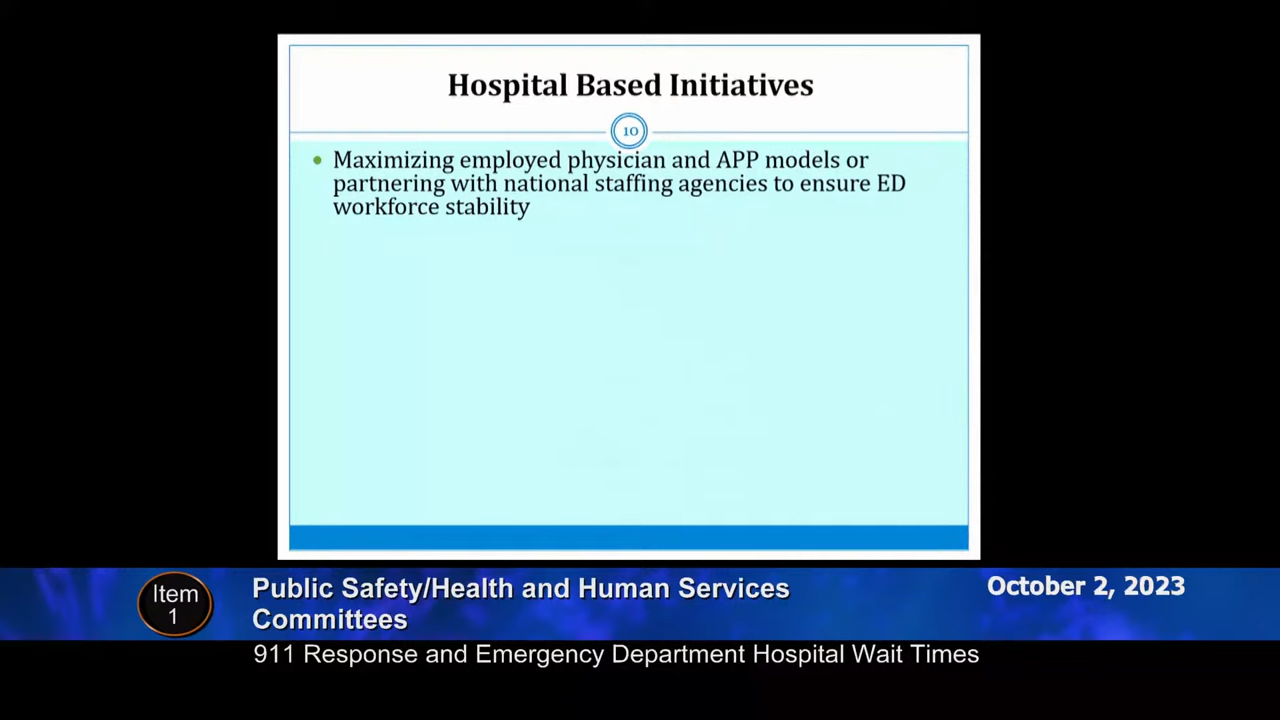 Hospital Based Initiatives
10
• Maximizing employed physician and APP models or
partnering with national staffing agencies to ensure ED
workforce stability
Item
1
Public Safety/Health and Human Services
Committees
October 2, 2023
911 Response and Emergency Department Hospital Wait Times